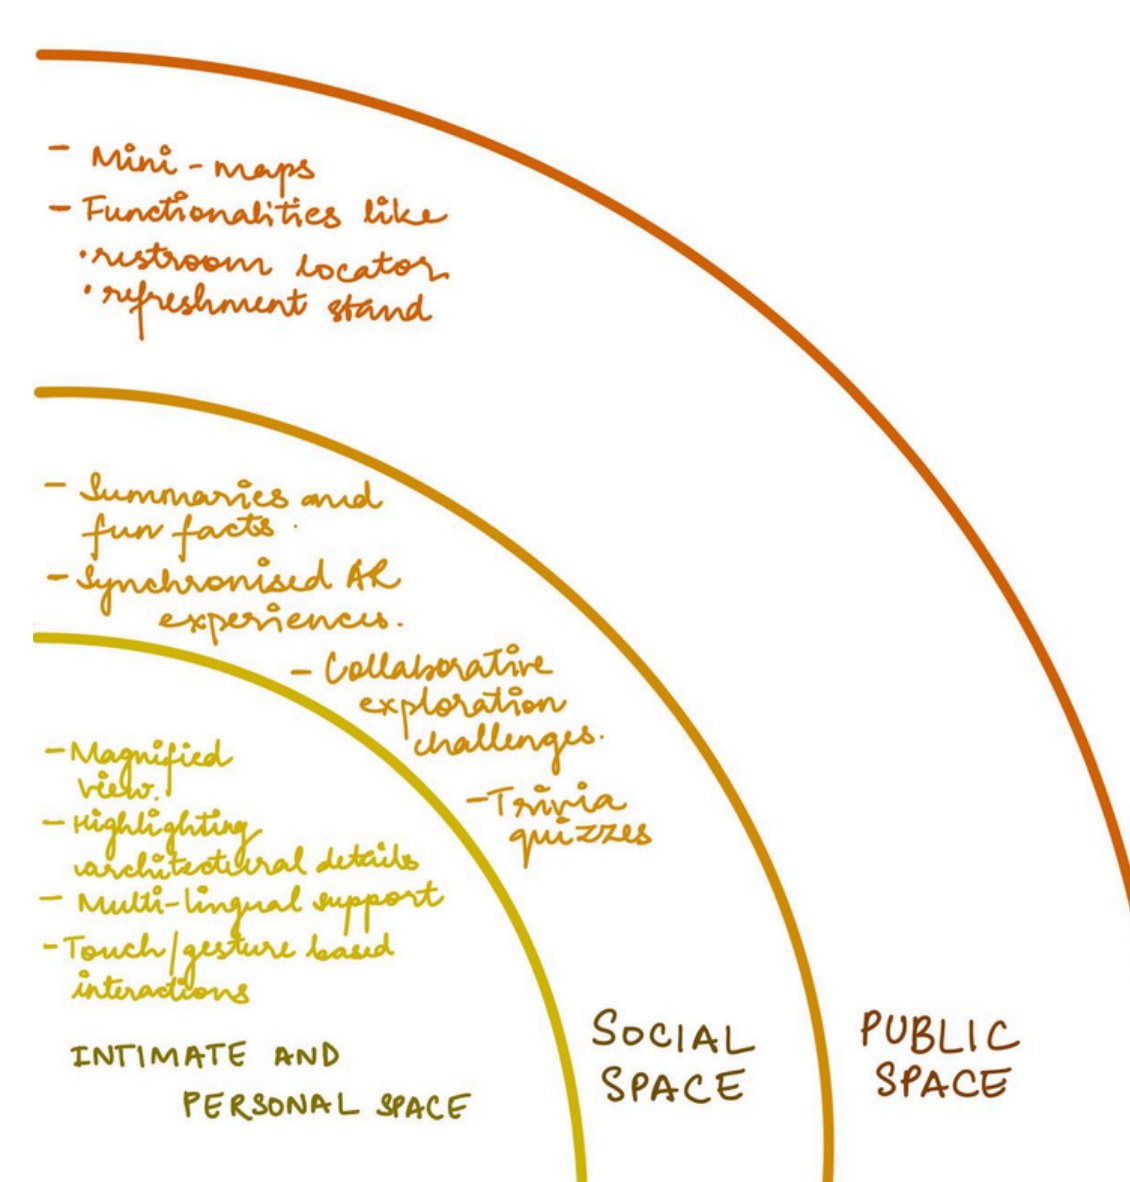 - Mini-maps
- Functionalities like
• restroom locator
• refreshment stand
- Summaries and
fun facts.
- Synchronised AR
experiences.
- Collaborative
exploration
challenges.
- Trivia
quizzes
- Magnified
view.
- Highlighting
architectural details
- Multi-lingual support
- Touch/gesture based
interactions
INTIMATE AND
PERSONAL SPACE
SOCIAL
SPACE
PUBLIC
SPACE